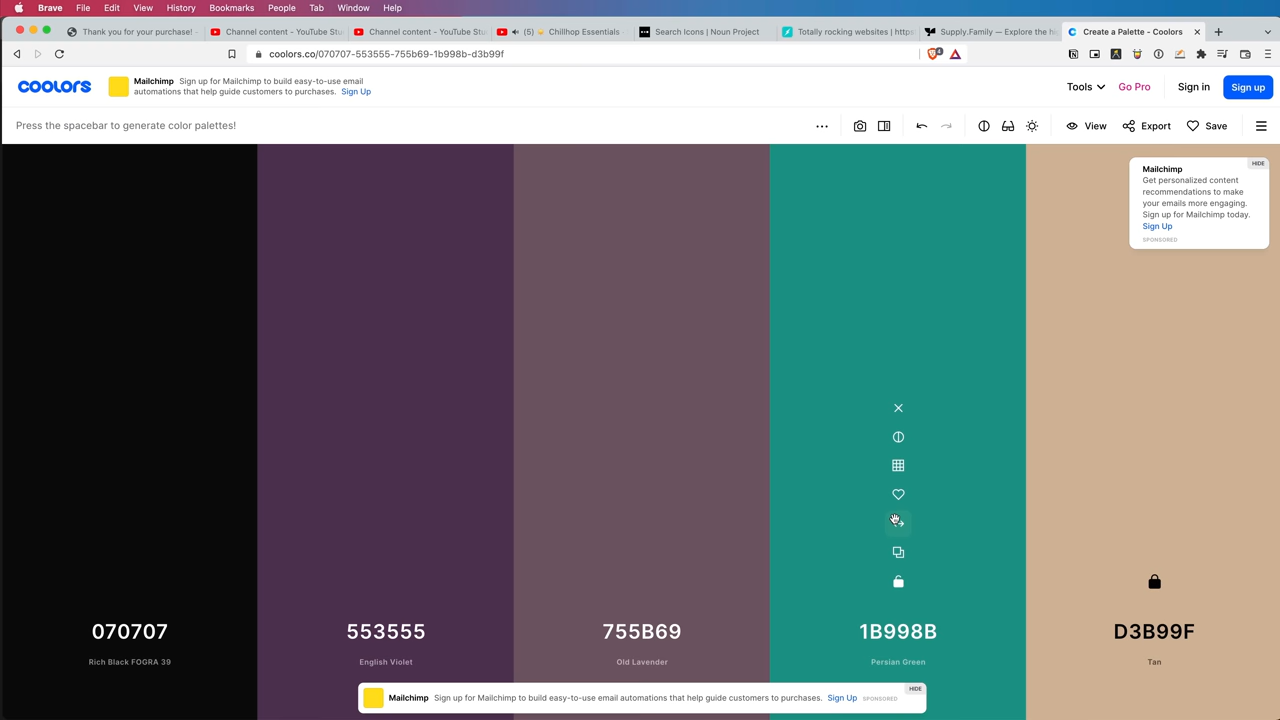 Brave File Edit View History Bookmarks People Tab Window Help
Thank you for your purchase! -
Channel content - YouTube Stu
Channel content - YouTube Stu
(5) Chillhop Essentials
Search Icons | Noun Project
Totally rocking websites | https
Supply.Family — Explore the hi
Create a Palette - Coolors
coolors.co/070707-553555-755b69-1b998b-d3b99f
4
coolors
Mailchimp Sign up for Mailchimp to build easy-to-use email
automations that help guide customers to purchases. Sign Up
Tools Go Pro Sign in Sign up
Press the spacebar to generate color palettes!
View Export Save
HIDE
Mailchimp
Get personalized content
recommendations to make
your emails more engaging.
Sign up for Mailchimp today.
Sign Up
SPONSORED
070707
Rich Black FOGRA 39
553555
English Violet
755B69
Old Lavender
1B998B
Persian Green
D3B99F
Tan
HIDE
Mailchimp Sign up for Mailchimp to build easy-to-use email automations that help guide customers to purchases. Sign Up SPONSORED